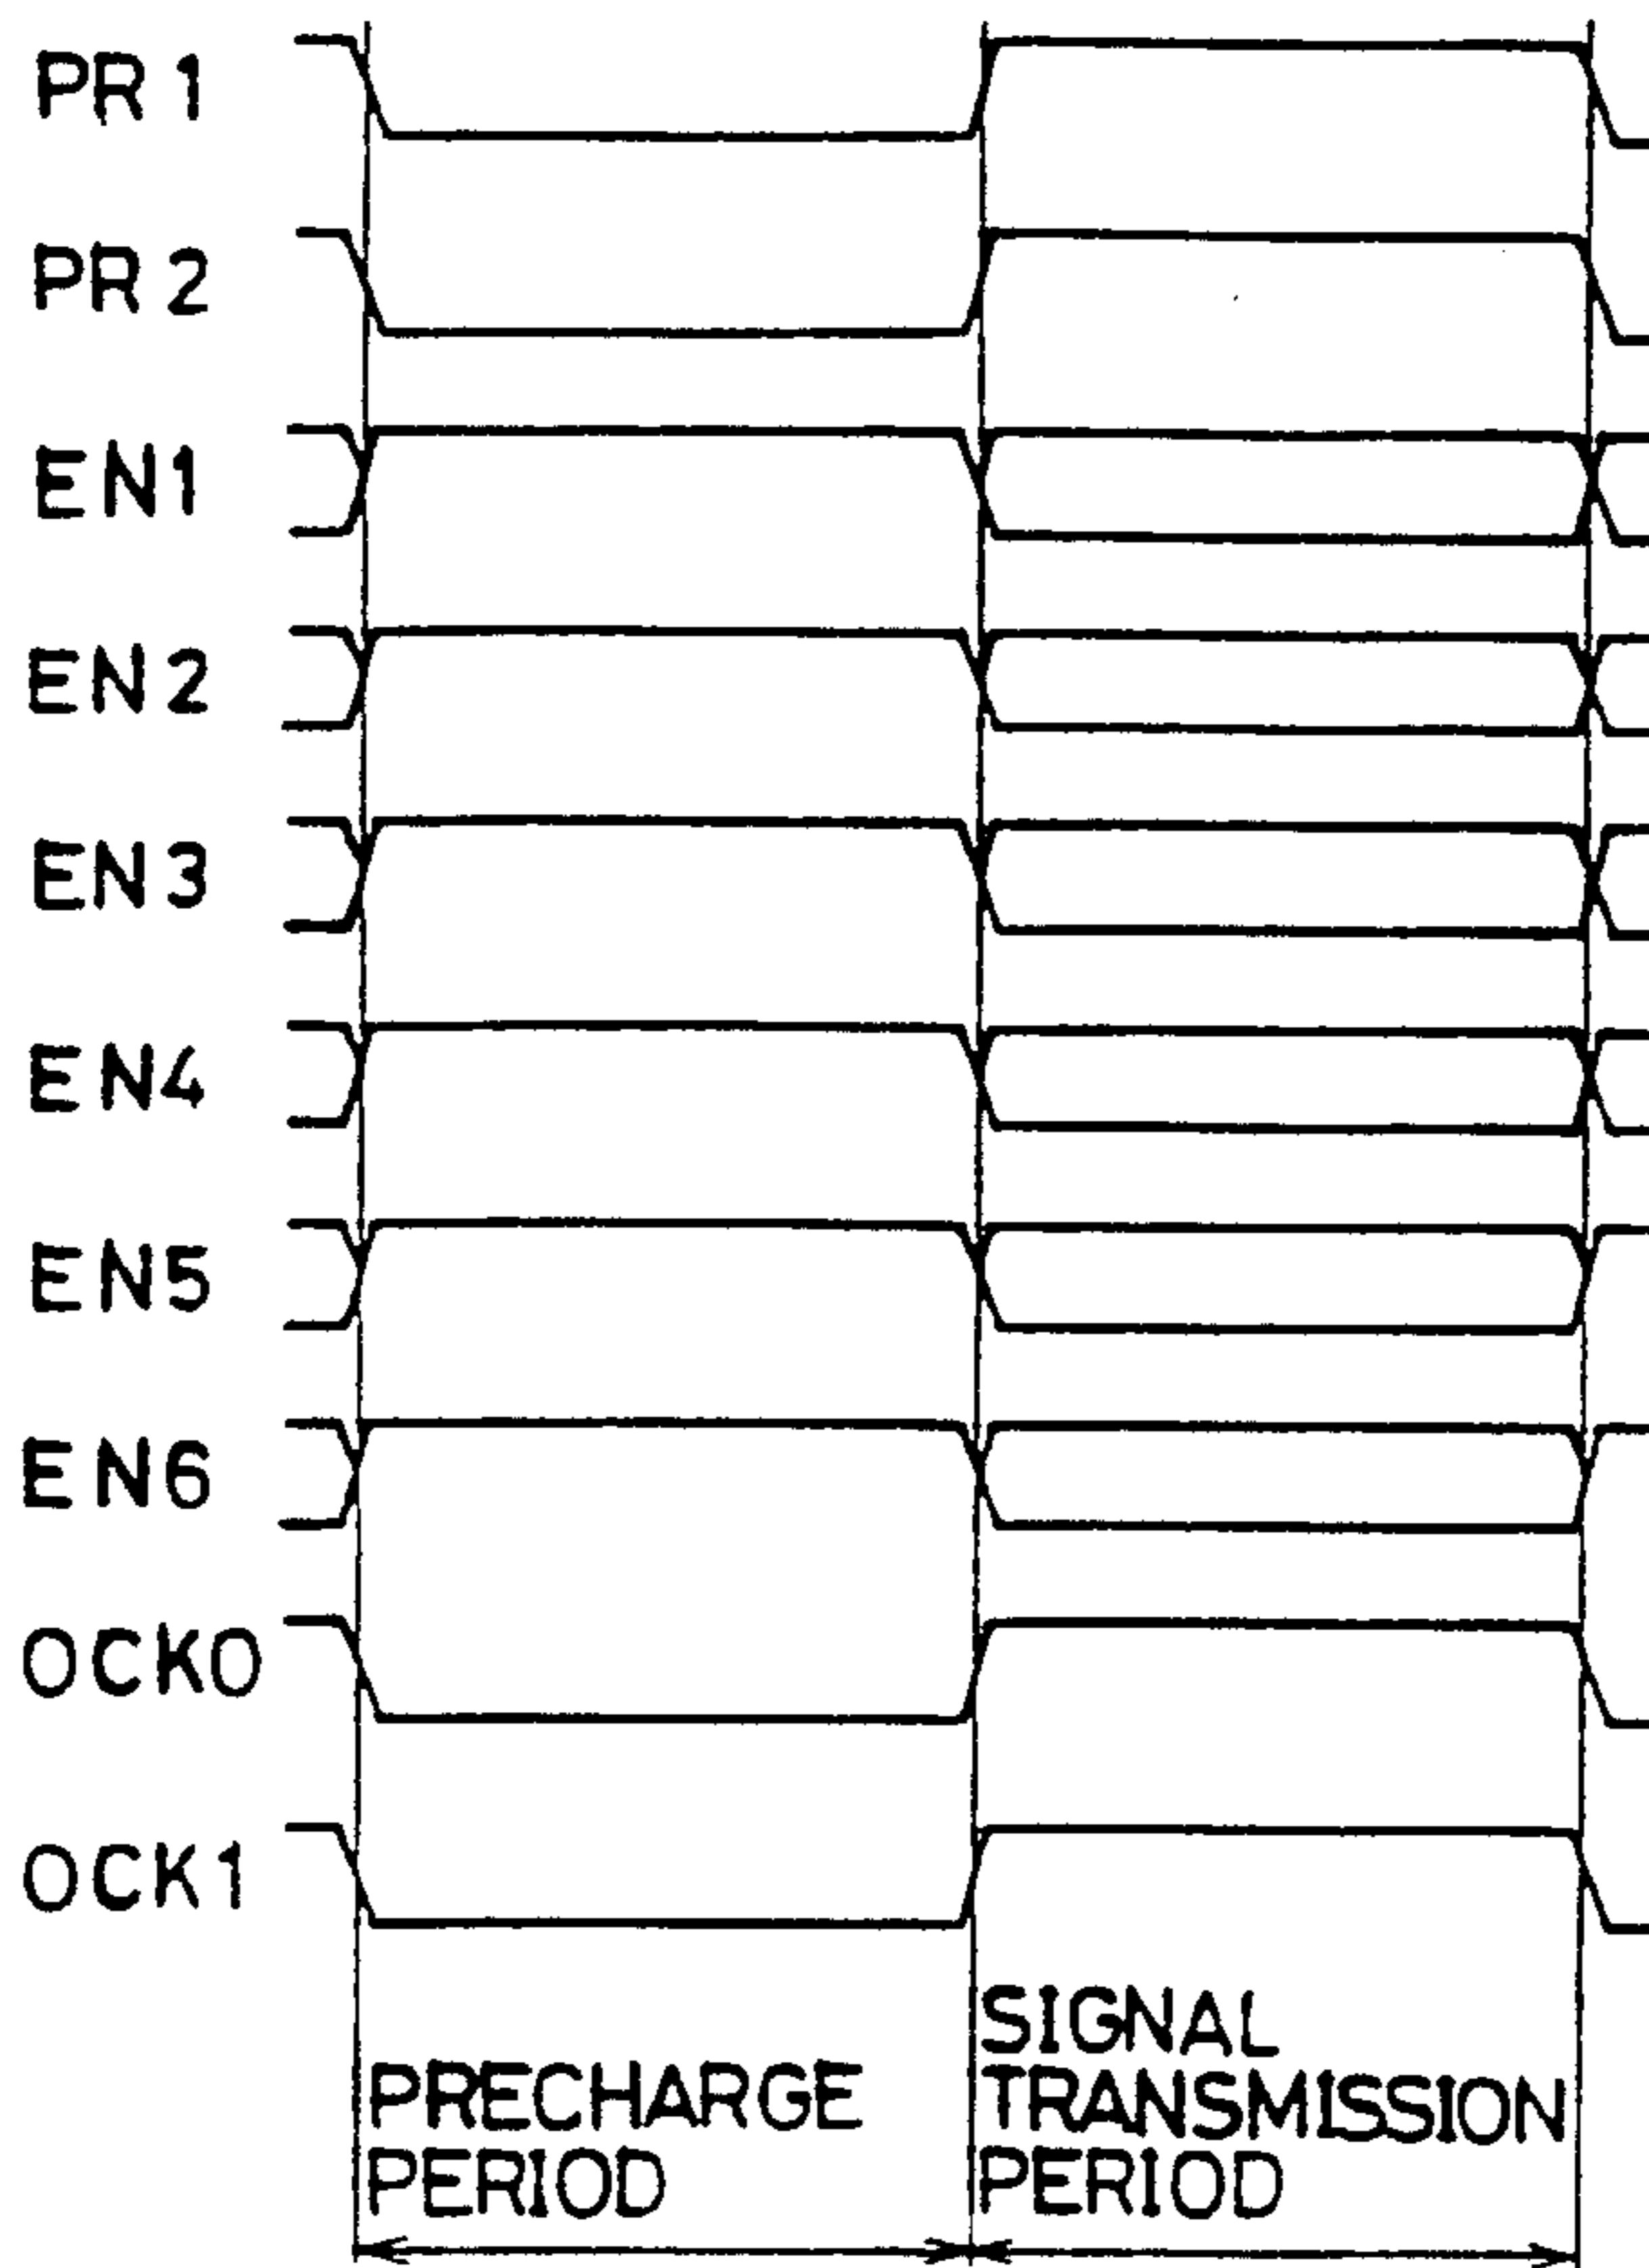 PR 1
PR 2
EN1
EN2
EN3
EN4
EN5
EN6
OCK0
OCK1
PRECHARGE
PERIOD
SIGNAL
TRANSMISSION
PERIOD